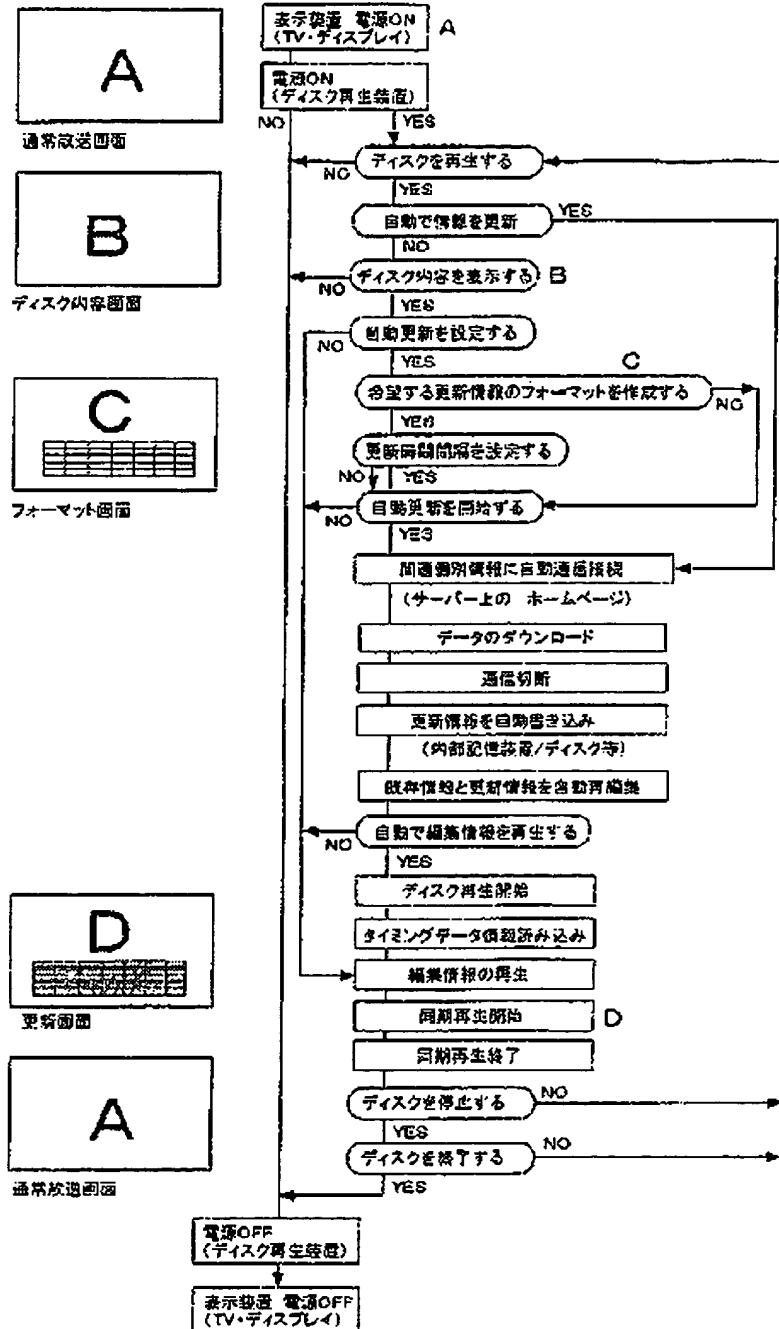 表示装置 電源ON
(TV・ディスプレイ)
A
A
通常放送画面
電源ON
(ディスク再生装置)
NO
YES
ディスクを再生する
NO
YES
自動で情報を更新
YES
NO
B
ディスク内容画面
ディスク内容を表示する
B
NO
YES
自動更新を設定する
NO
YES
C
希望する更新情報のフォーマットを作成する
NO
YES
C
フォーマット画面
更新時間間隔を設定する
NO
YES
自動更新を開始する
NO
YES
関連個別情報に自動通信接続
(サーバー上の ホームページ)
データのダウンロード
通信切断
更新情報を自動書き込み
(内部記憶装置/ディスク等)
既存情報と更新情報を自動再編集
自動で編集情報を再生する
NO
YES
ディスク再生開始
タイミングデータ情報読み込み
編集情報の再生
D
更新画面
同期再生開始
D
同期再生終了
A
通常放送画面
ディスクを停止する
NO
YES
ディスクを終了する
NO
YES
電源OFF
(ディスク再生装置)
表示装置 電源OFF
(TV・ディスプレイ)